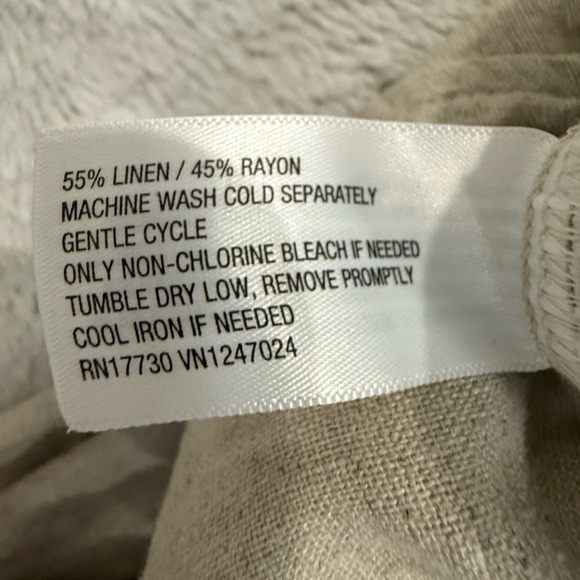 55% LINEN / 45% RAYON
MACHINE WASH COLD SEPARATELY
GENTLE CYCLE
ONLY NON-CHLORINE BLEACH IF NEEDED
TUMBLE DRY LOW, REMOVE PROMPTLY
COOL IRON IF NEEDED
RN17730 VN1247024